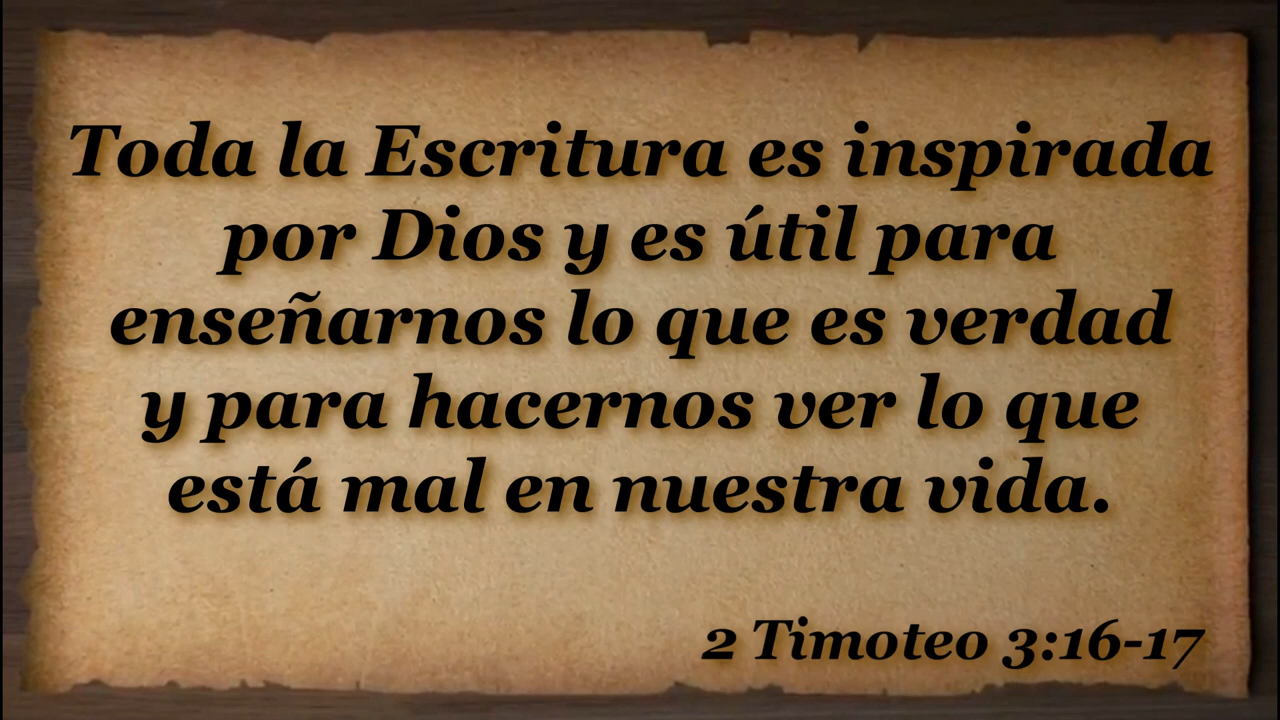 Toda la Escritura es inspirada
por Dios y es útil para
enseñarnos lo que es verdad
y para hacernos ver lo que
está mal en nuestra vida.
2 Timoteo 3:16-17